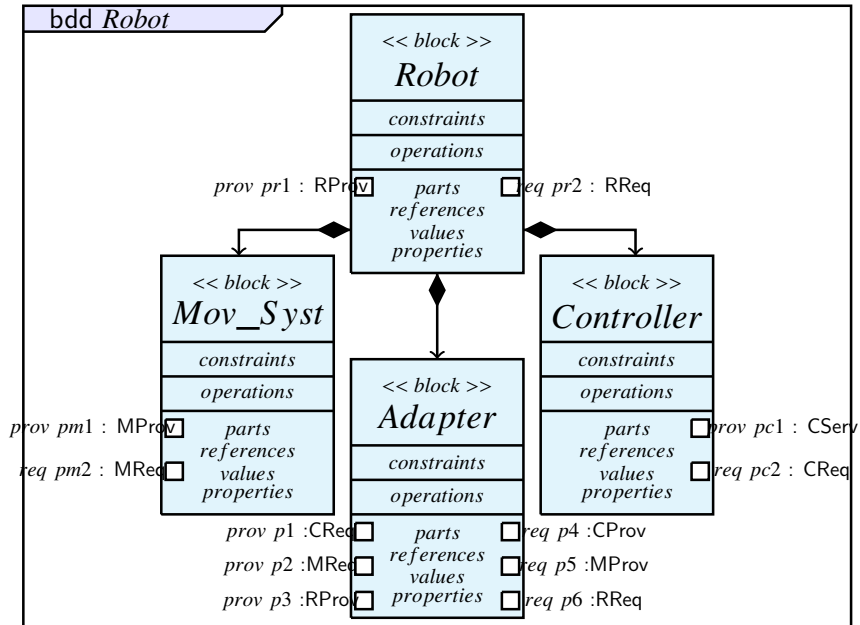 bdd Robot
<< block >>
Robot
constraints
operations
prov pr1 : RProv
parts
req pr2 : RReq
references
values
properties
<< block >>
Mov_Syst
constraints
operations
prov pm1 : MProv
parts
references
req pm2 : MReq
values
properties
<< block >>
Controller
constraints
operations
parts
prov pc1 : CServ
references
values
req pc2 : CReq
properties
<< block >>
Adapter
constraints
operations
prov p1 :CReq
parts
req p4 : CProv
references
prov p2 :MReq
values
req p5 :MProv
prov p3 :RProv
properties
req p6 :RReq